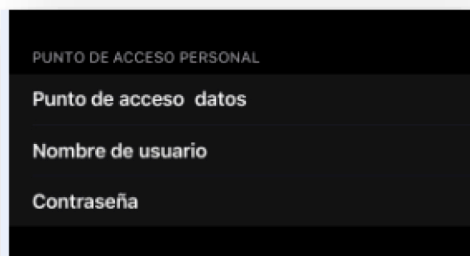 PUNTO DE ACCESO PERSONAL
Punto de acceso datos
Nombre de usuario
Contraseña